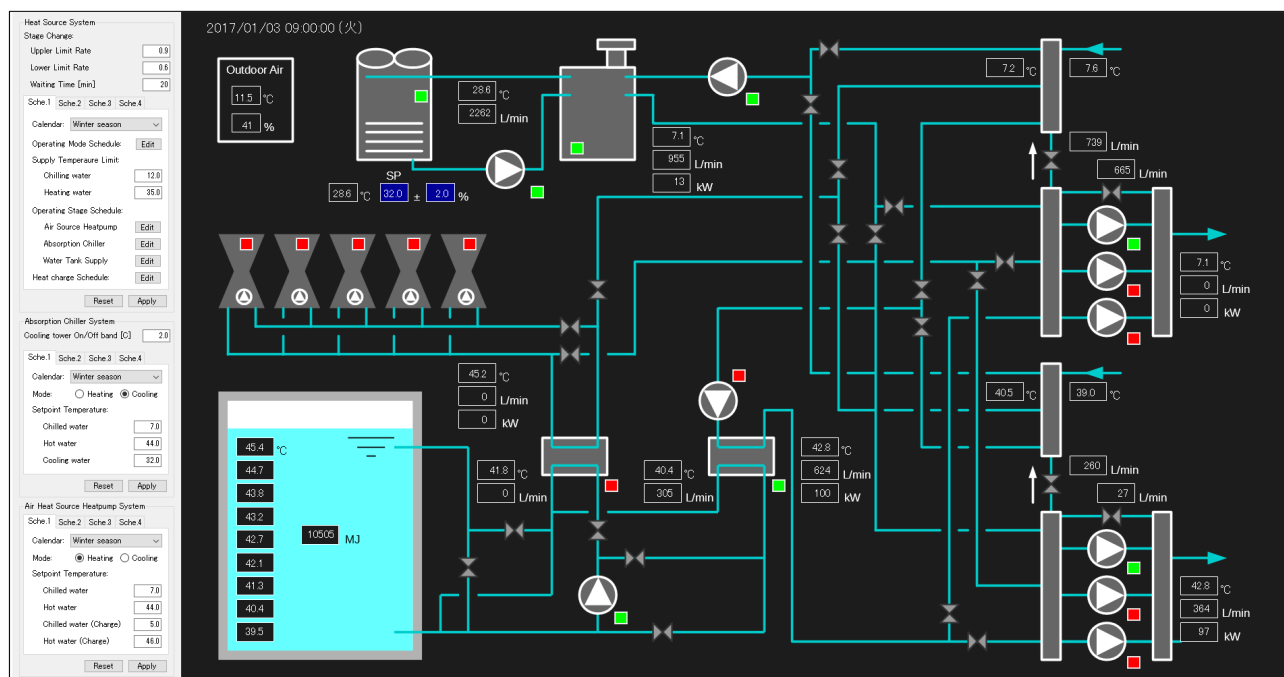 Heat Source System
Stage Change:
Uppler Limit Rate 0.9
Lower Limit Rate 0.6
Waiting Time [min] 20
Sche.1 Sche.2 Sche.3 Sche.4
Calendar: Winter season
Operating Mode Schedule: Edit
Supply Temperaure Limit:
Chilling water 12.0
Heating water 35.0
Operating Stage Schedule:
Air Source Heatpump Edit
Absorption Chiller Edit
Water Tank Supply Edit
Heat charge Schedule: Edit
Reset Apply
Absorption Chiller System
Cooling tower On/Off band [C] 2.0
Sche.1 Sche.2 Sche.3 Sche.4
Calendar: Winter season
Mode: Heating Cooling
Setpoint Temperature:
Chilled water 7.0
Hot water 44.0
Cooling water 32.0
Reset Apply
Air Heat Source Heatpump System
Sche.1 Sche.2 Sche.3 Sche.4
Calendar: Winter season
Mode: Heating Cooling
Setpoint Temperature:
Chilled water 7.0
Hot water 44.0
Chilled water (Charge) 5.0
Hot water (Charge) 46.0
Reset Apply
2017/01/03 09:00:00 (火)
Outdoor Air
11.5 ℃
41 %
28.6 ℃
2262 L/min
SP
28.6 ℃ 32.0 ± 2.0 %
7.1 ℃
955 L/min
13 kW
7.2 ℃ 7.6 ℃
739 L/min
665 L/min
7.1 ℃
0 L/min
0 kW
45.2 ℃
0 L/min
0 kW
41.8 ℃
0 L/min
40.4 ℃
305 L/min
42.8 ℃
624 L/min
100 kW
40.5 ℃ 39.0 ℃
260 L/min
27 L/min
42.8 ℃
364 L/min
97 kW
45.4 ℃
44.7
43.8
43.2
42.7
42.1
41.3
40.4
39.5
10505 MJ